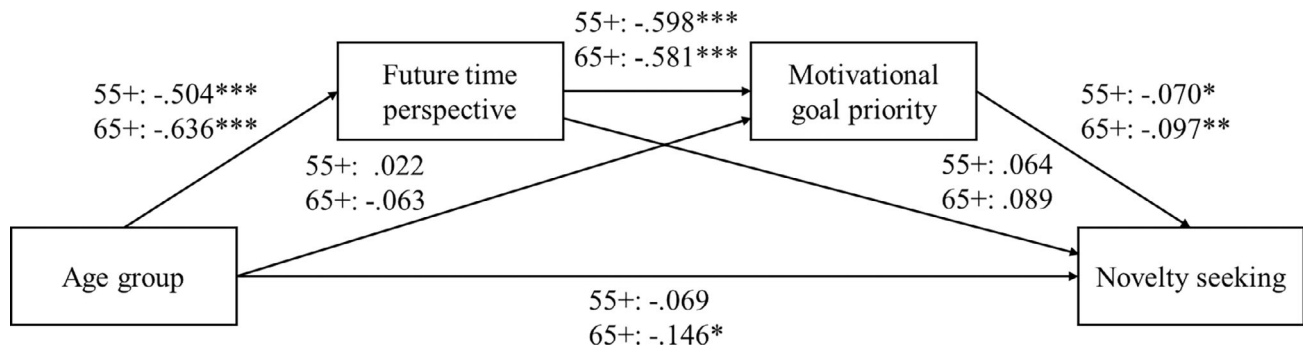 55+: -.598***
65+: -.581***
Future time
perspective
Motivational
goal priority
55+: -.504***
65+: -.636***
55+: -.070*
65+: -.097**
55+: .022
65+: -.063
55+: .064
65+: .089
Age group
Novelty seeking
55+: -.069
65+: -.146*